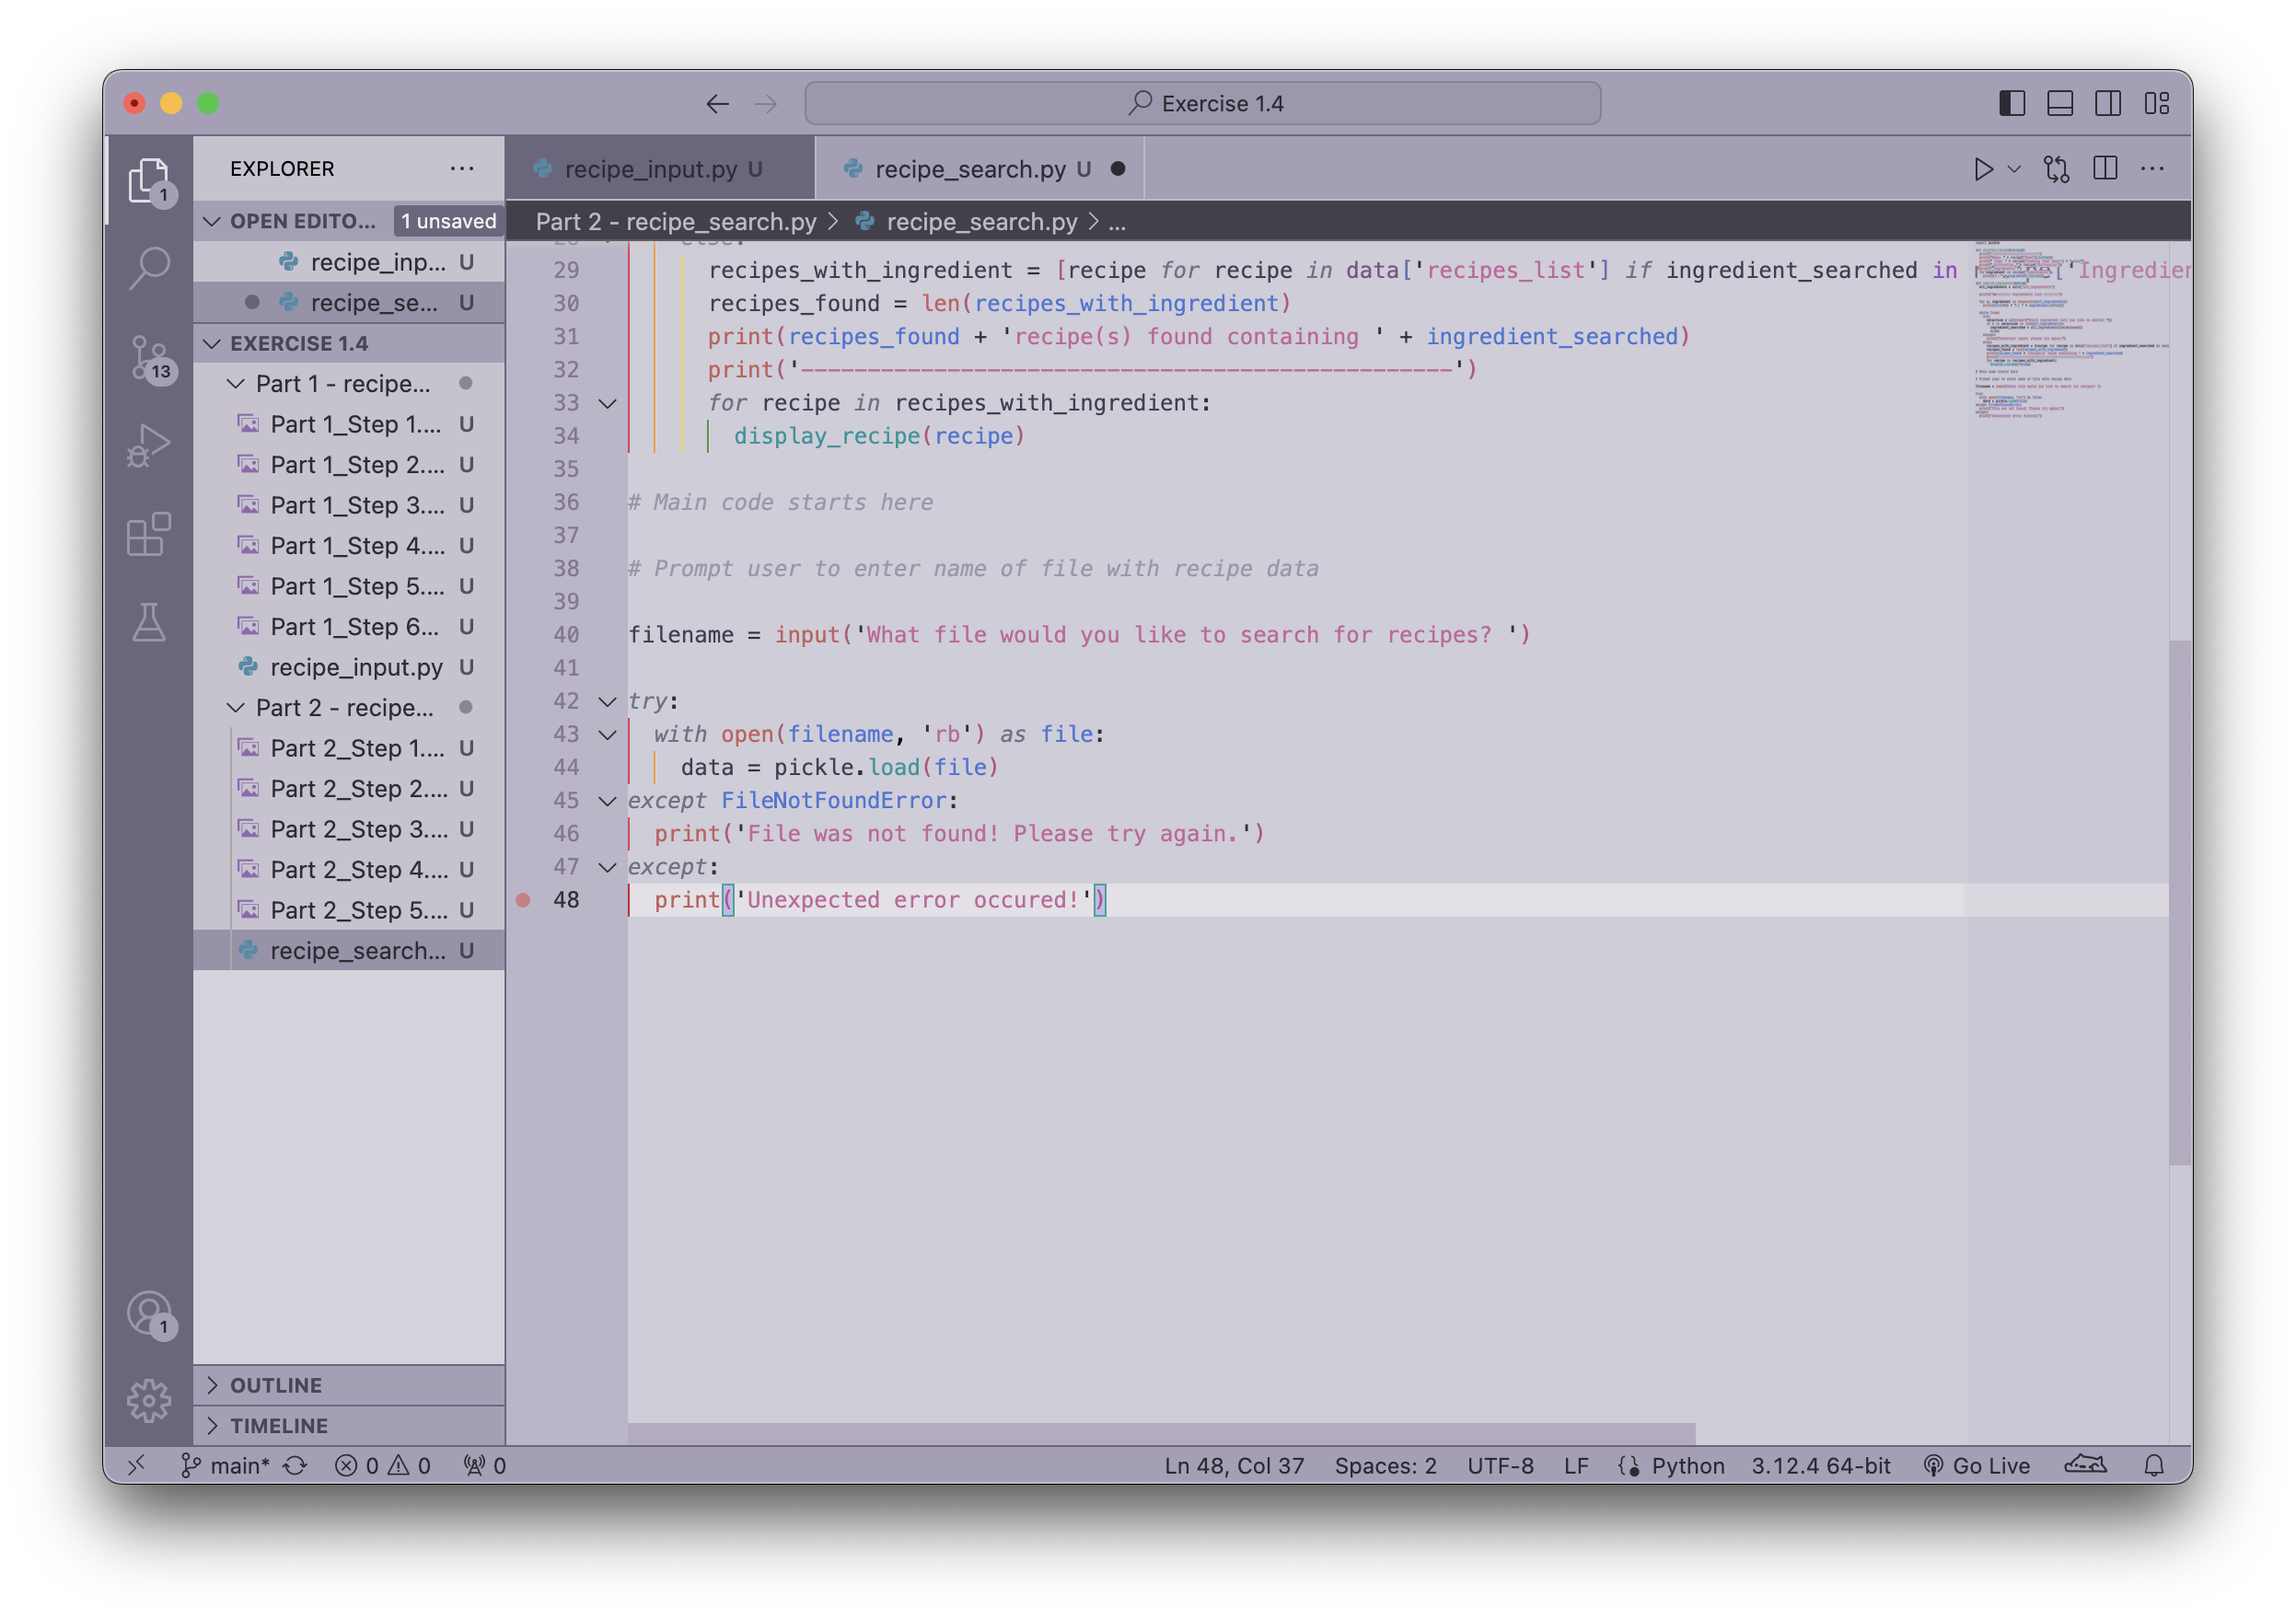 Exercise 1.4
EXPLORER
OPEN EDITO... 1 unsaved
recipe_inp... U
recipe_se... U
EXERCISE 1.4
Part 1 - recipe...
Part 1_Step 1.... U
Part 1_Step 2.... U
Part 1_Step 3.... U
Part 1_Step 4.... U
Part 1_Step 5.... U
Part 1_Step 6... U
recipe_input.py U
Part 2 - recipe...
Part 2_Step 1.... U
Part 2_Step 2.... U
Part 2_Step 3.... U
Part 2_Step 4.... U
Part 2_Step 5.... U
recipe_search... U
OUTLINE
TIMELINE
1
13
1
recipe_input.py U
recipe_search.py U
Part 2 - recipe_search.py > recipe_search.py > ...
28 else:
29 recipes_with_ingredient = [recipe for recipe in data['recipes_list'] if ingredient_searched in
30 recipes_found = len(recipes_with_ingredient)
31 print(recipes_found + 'recipe(s) found containing ' + ingredient_searched)
32 print('-------------------------------------------------')
33 for recipe in recipes_with_ingredient:
34 display_recipe(recipe)
35
36 # Main code starts here
37
38 # Prompt user to enter name of file with recipe data
39
40 filename = input('What file would you like to search for recipes? ')
41
42 try:
43 with open(filename, 'rb') as file:
44 data = pickle.load(file)
45 except FileNotFoundError:
46 print('File was not found! Please try again.')
47 except:
48 print('Unexpected error occured!')
main* 0 0 0 Ln 48, Col 37 Spaces: 2 UTF-8 LF Python 3.12.4 64-bit Go Live